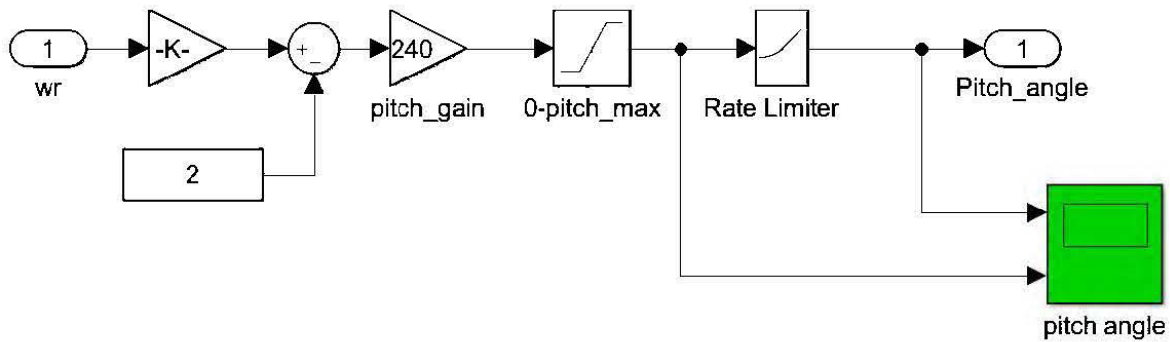 1
wr
-K-
+
−
240
pitch_gain
0-pitch_max
Rate Limiter
1
Pitch_angle
2
pitch angle